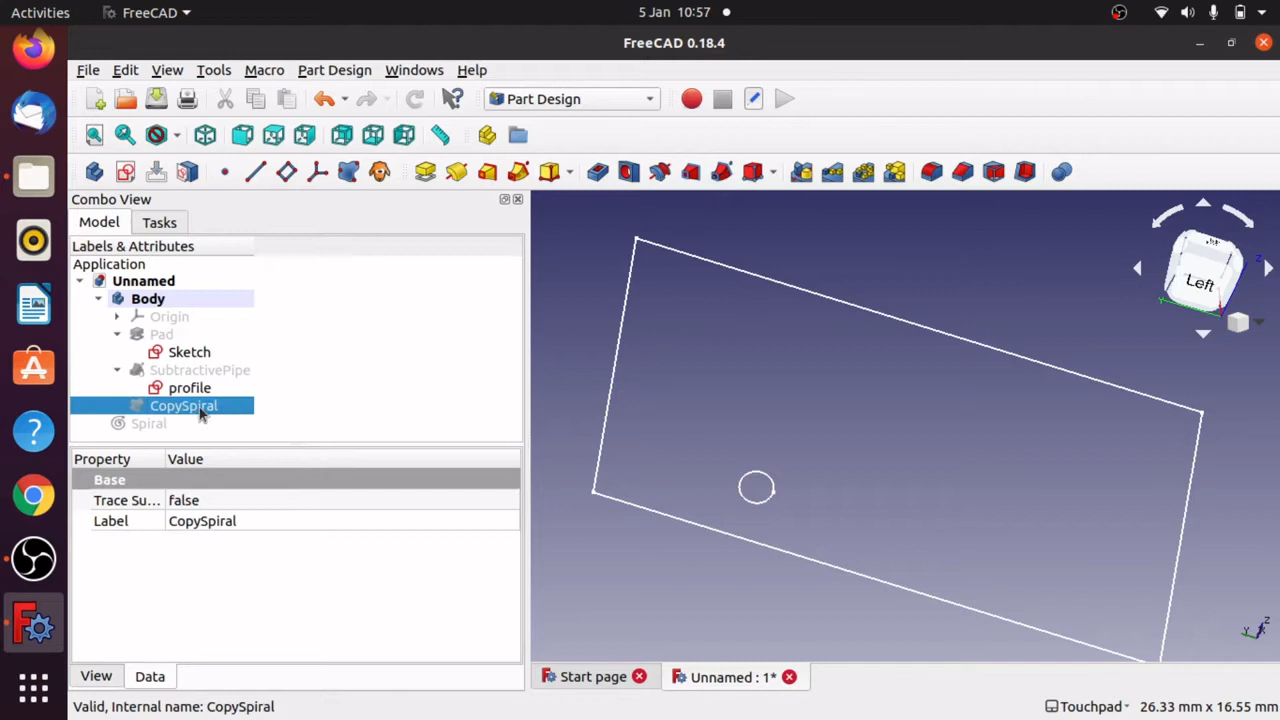 Activities
FreeCAD
5 Jan 10:57
FreeCAD 0.18.4
File Edit View Tools Macro Part Design Windows Help
Part Design
Combo View
Model Tasks
Labels & Attributes
Application
Unnamed
Body
Origin
Pad
Sketch
SubtractivePipe
profile
CopySpiral
Spiral
Property Value
Base
Trace Su... false
Label CopySpiral
View Data
Left
Start page
Unnamed : 1*
Valid, Internal name: CopySpiral
Touchpad
26.33 mm x 16.55 mm